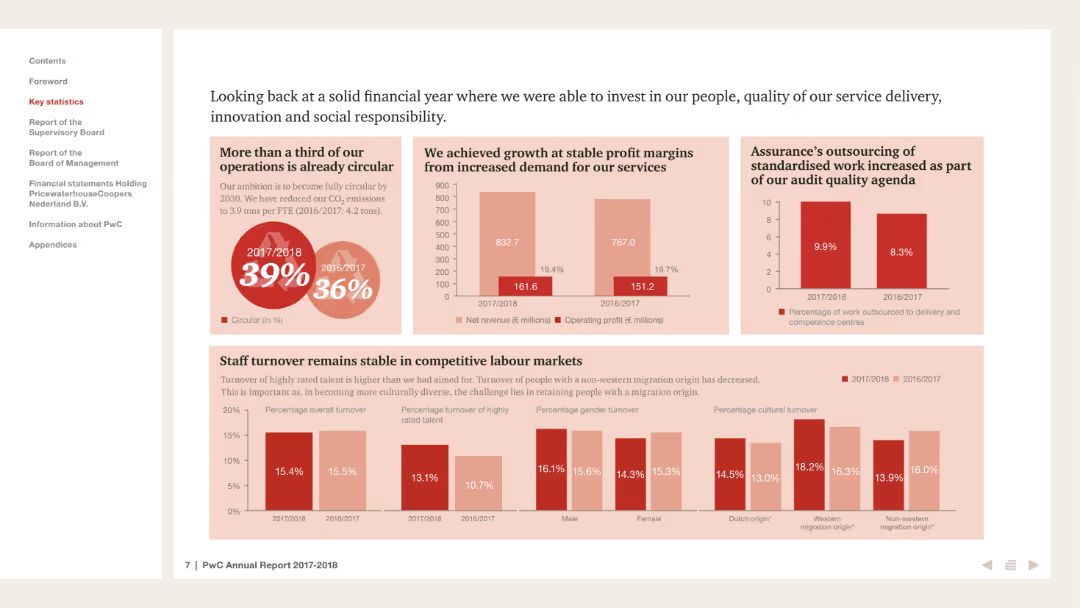 Contents
Foreword
Key statistics
Report of the
Supervisory Board
Report of the
Board of Management
Financial statements Holding
PricewaterhouseCoopers
Nederland B.V.
Information about PwC
Appendices
Looking back at a solid financial year where we were able to invest in our people, quality of our service delivery,
innovation and social responsibility.
More than a third of our
operations is already circular
Our ambition is to become fully circular by
2030. We have reduced our CO2 emissions
to 3.9 tons per FTE (2016/2017: 4.2 tons).
2017/2018
39%
2016/2017
36%
Circular (in %)
We achieved growth at stable profit margins
from increased demand for our services
900
800
700
600
500
400
300
200
100
0
832.7
19.4%
161.6
767.0
19.7%
151.2
2017/2018
2016/2017
Net revenue (€ millions)
Operating profit (€ millions)
Assurance's outsourcing of
standardised work increased as part
of our audit quality agenda
10
8
6
4
2
0
9.9%
8.3%
2017/2018
2016/2017
Percentage of work outsourced to delivery and
competence centres
Staff turnover remains stable in competitive labour markets
Turnover of highly rated talent is higher than we had aimed for. Turnover of people with a non-western migration origin has decreased.
This is important as, in becoming more culturally diverse, the challenge lies in retaining people with a migration origin.
2017/2018
2016/2017
20%
15%
10%
5%
0%
Percentage overall turnover
15.4%
15.5%
2017/2018
2016/2017
Percentage turnover of highly
rated talent
13.1%
10.7%
2017/2018
2016/2017
Percentage gender turnover
16.1%
15.6%
14.3%
15.3%
Male
Female
Percentage cultural turnover
14.5%
13.0%
18.2%
16.3%
13.9%
16.0%
Dutch origin*
Western
migration origin*
Non-western
migration origin*
7 | PwC Annual Report 2017-2018